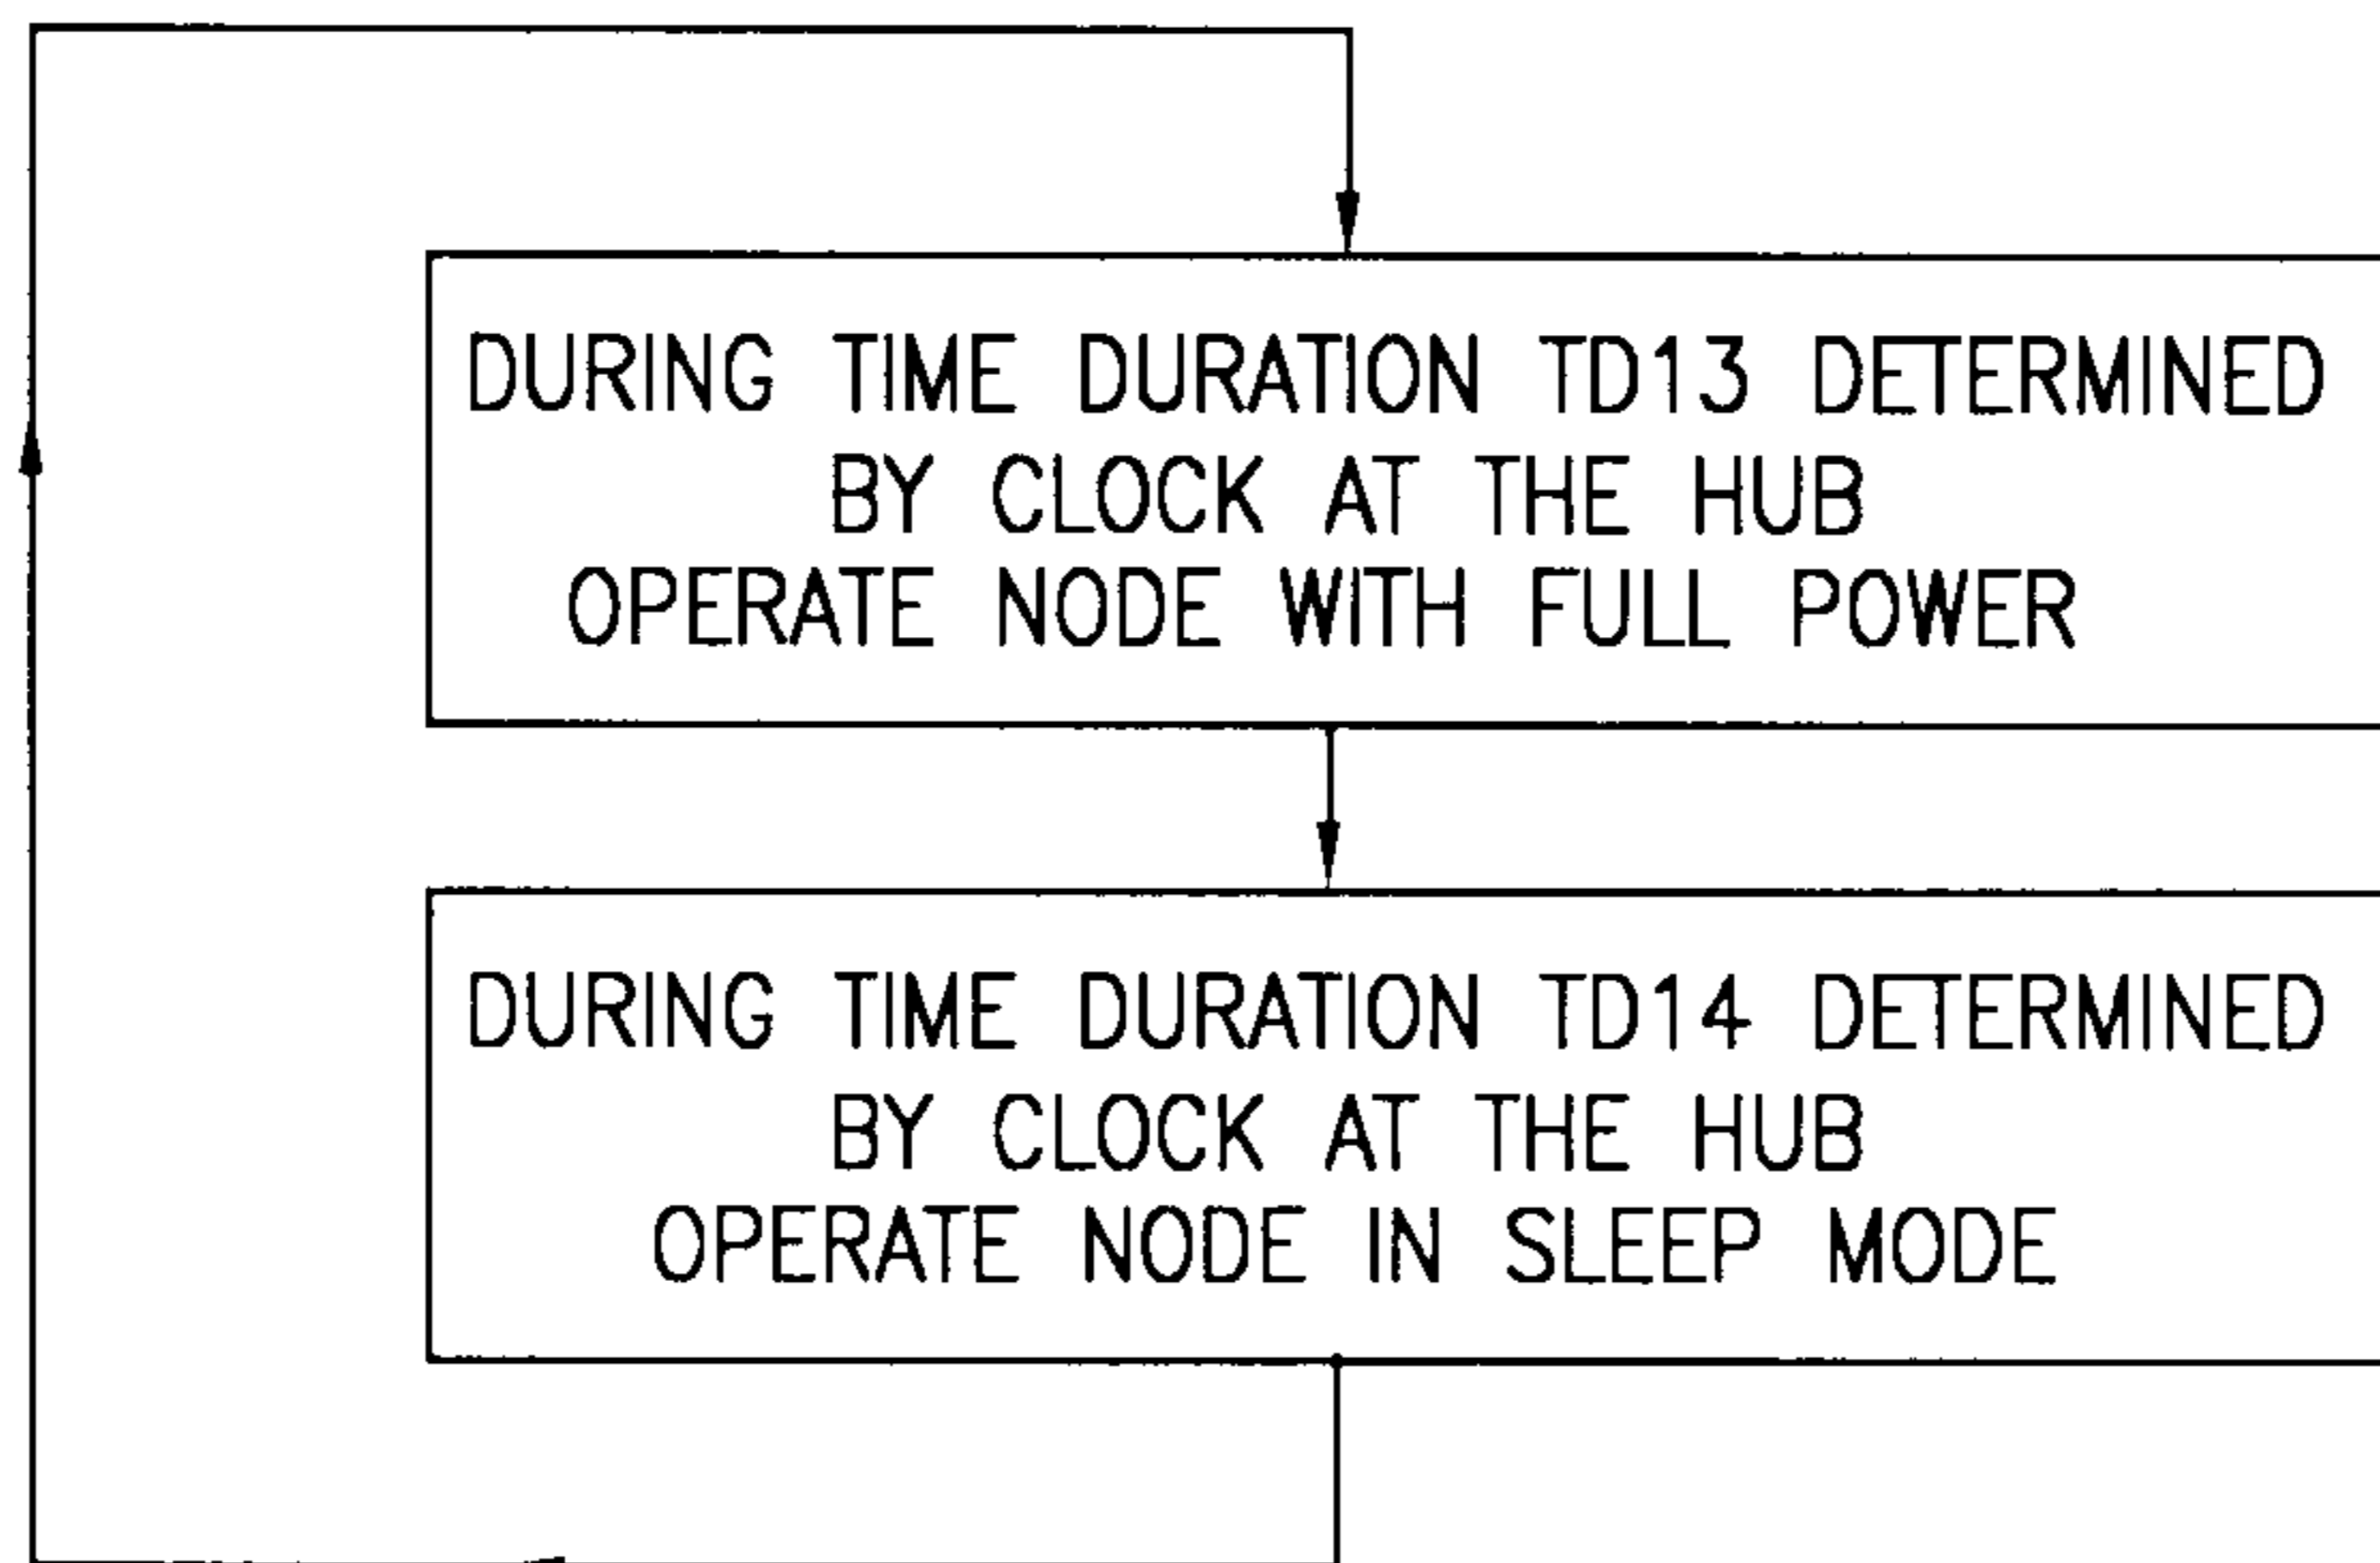 DURING TIME DURATION TD13 DETERMINED
BY CLOCK AT THE HUB
OPERATE NODE WITH FULL POWER
DURING TIME DURATION TD14 DETERMINED
BY CLOCK AT THE HUB
OPERATE NODE IN SLEEP MODE